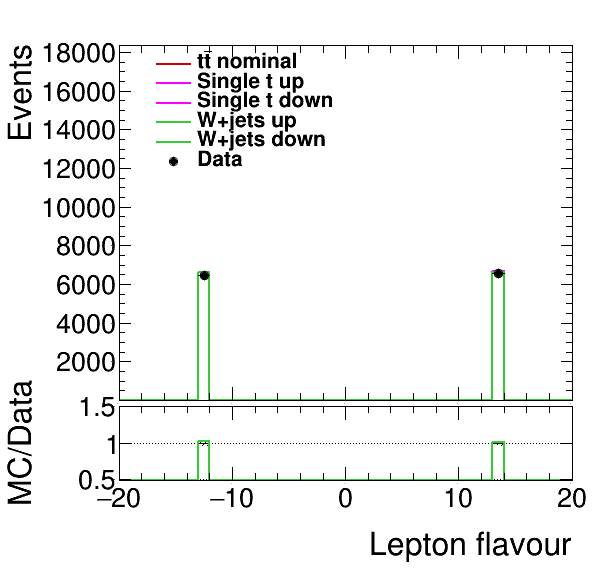 Events
18000
16000
14000
12000
10000
8000
6000
4000
2000
tt̄ nominal
Single t up
Single t down
W+jets up
W+jets down
Data
MC/Data
1.5
1
0.5
−20 −10 0 10 20
Lepton flavour